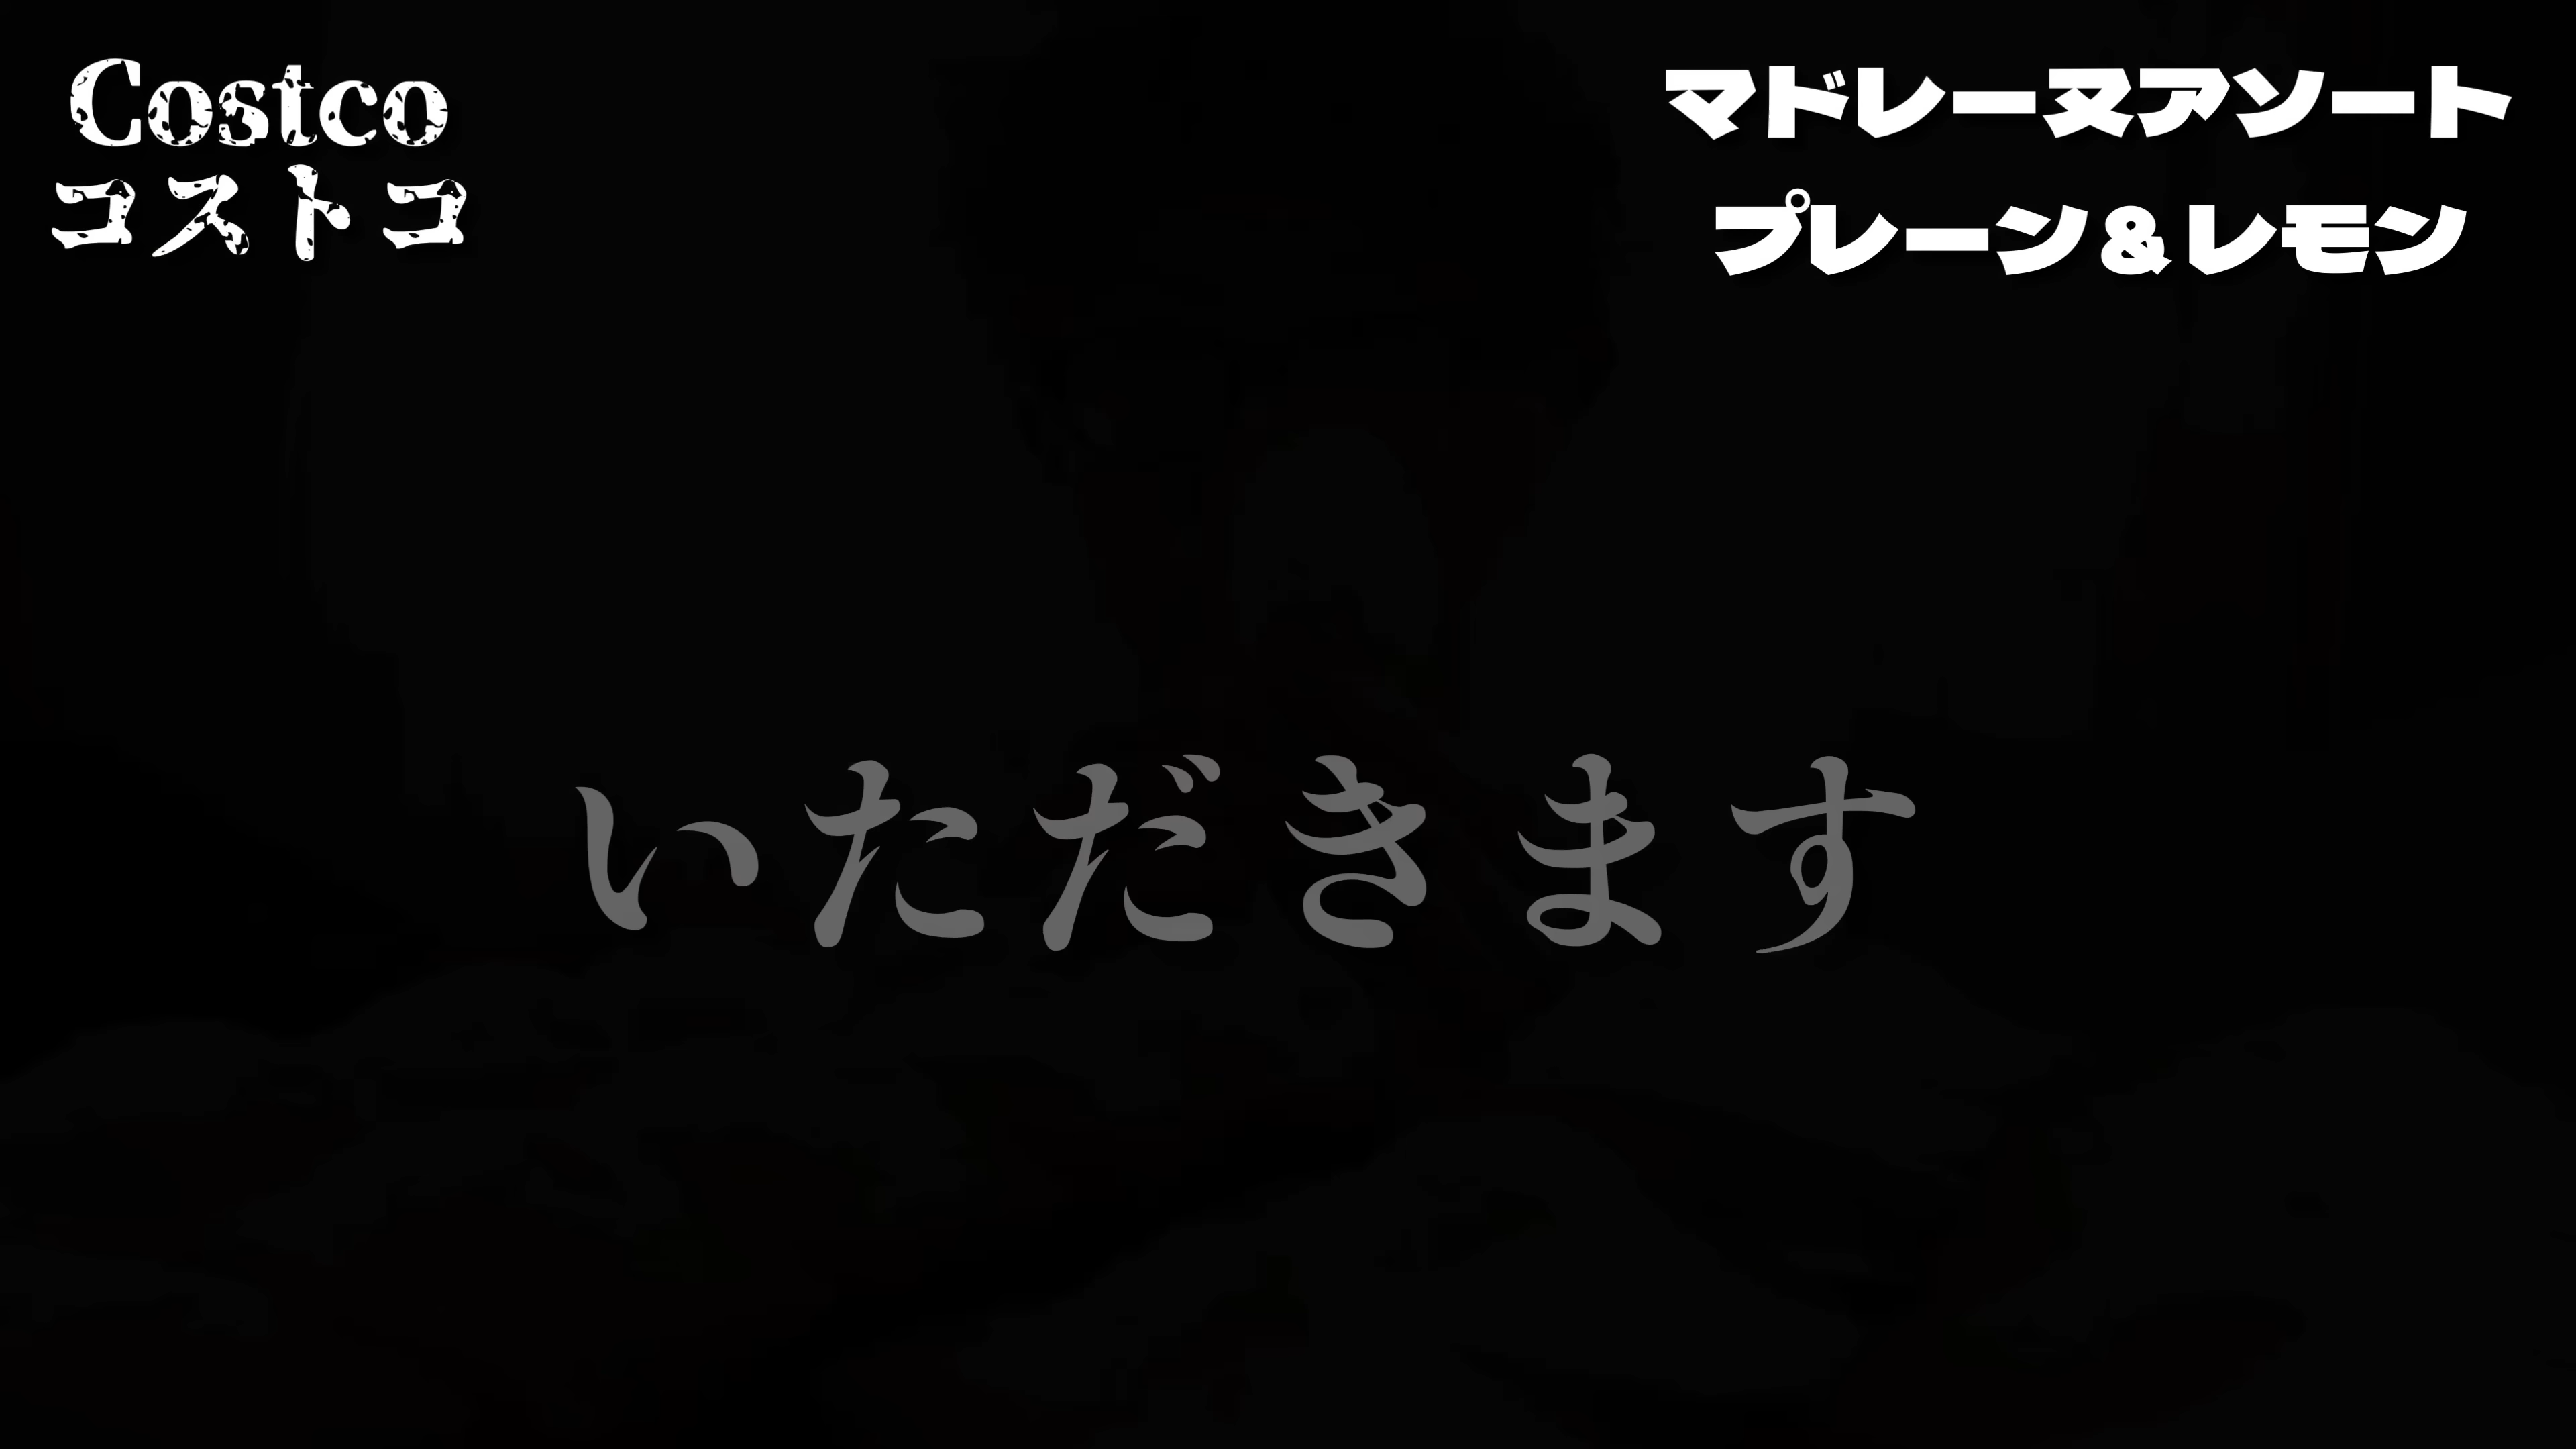 Costco
コストコ
マドレーヌアソート
プレーン&レモン
いただきます